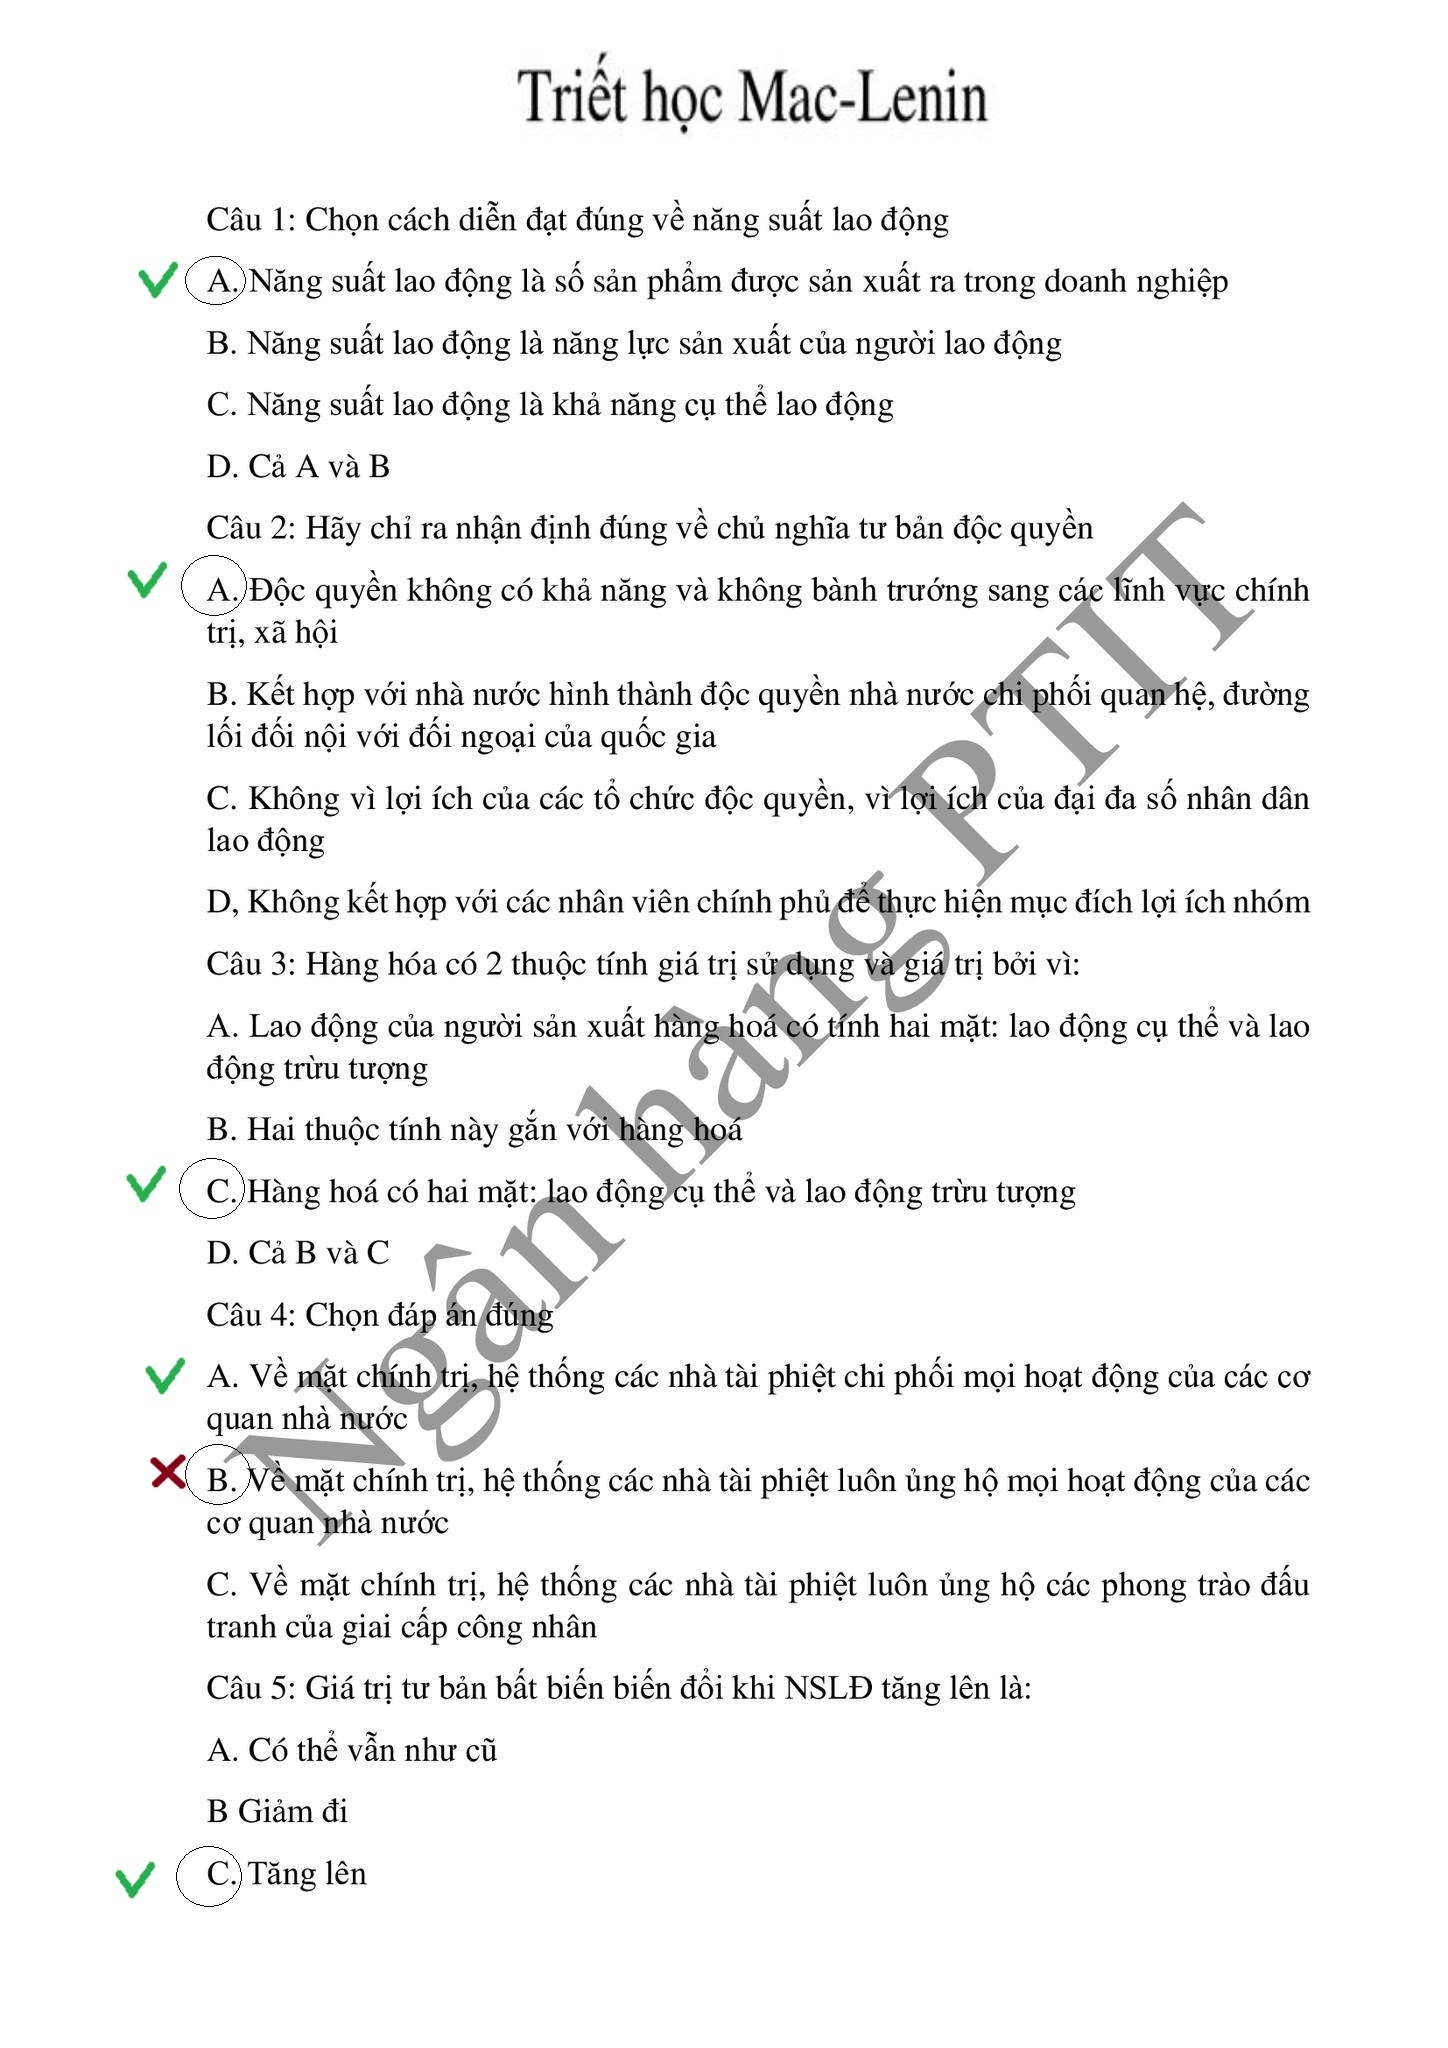 Triết học Mac-Lenin
Câu 1: Chọn cách diễn đạt đúng về năng suất lao động
A. Năng suất lao động là số sản phẩm được sản xuất ra trong doanh nghiệp
B. Năng suất lao động là năng lực sản xuất của người lao động
C. Năng suất lao động là khả năng cụ thể lao động
D. Cả A và B
Câu 2: Hãy chỉ ra nhận định đúng về chủ nghĩa tư bản độc quyền
A. Độc quyền không có khả năng và không bành trướng sang các lĩnh vực chính
trị, xã hội
B. Kết hợp với nhà nước hình thành độc quyền nhà nước chi phối quan hệ, đường
lối đối nội với đối ngoại của quốc gia
C. Không vì lợi ích của các tổ chức độc quyền, vì lợi ích của đại đa số nhân dân
lao động
D, Không kết hợp với các nhân viên chính phủ để thực hiện mục đích lợi ích nhóm
Câu 3: Hàng hóa có 2 thuộc tính giá trị sử dụng và giá trị bởi vì:
A. Lao động của người sản xuất hàng hoá có tính hai mặt: lao động cụ thể và lao
động trừu tượng
B. Hai thuộc tính này gắn với hàng hoá
C. Hàng hoá có hai mặt: lao động cụ thể và lao động trừu tượng
D. Cả B và C
Câu 4: Chọn đáp án đúng
A. Về mặt chính trị, hệ thống các nhà tài phiệt chi phối mọi hoạt động của các cơ
quan nhà nước
B. Về mặt chính trị, hệ thống các nhà tài phiệt luôn ủng hộ mọi hoạt động của các
cơ quan nhà nước
C. Về mặt chính trị, hệ thống các nhà tài phiệt luôn ủng hộ các phong trào đấu
tranh của giai cấp công nhân
Câu 5: Giá trị tư bản bất biến biến đổi khi NSLĐ tăng lên là:
A. Có thể vẫn như cũ
B Giảm đi
C. Tăng lên
Ngân hàng PTIT